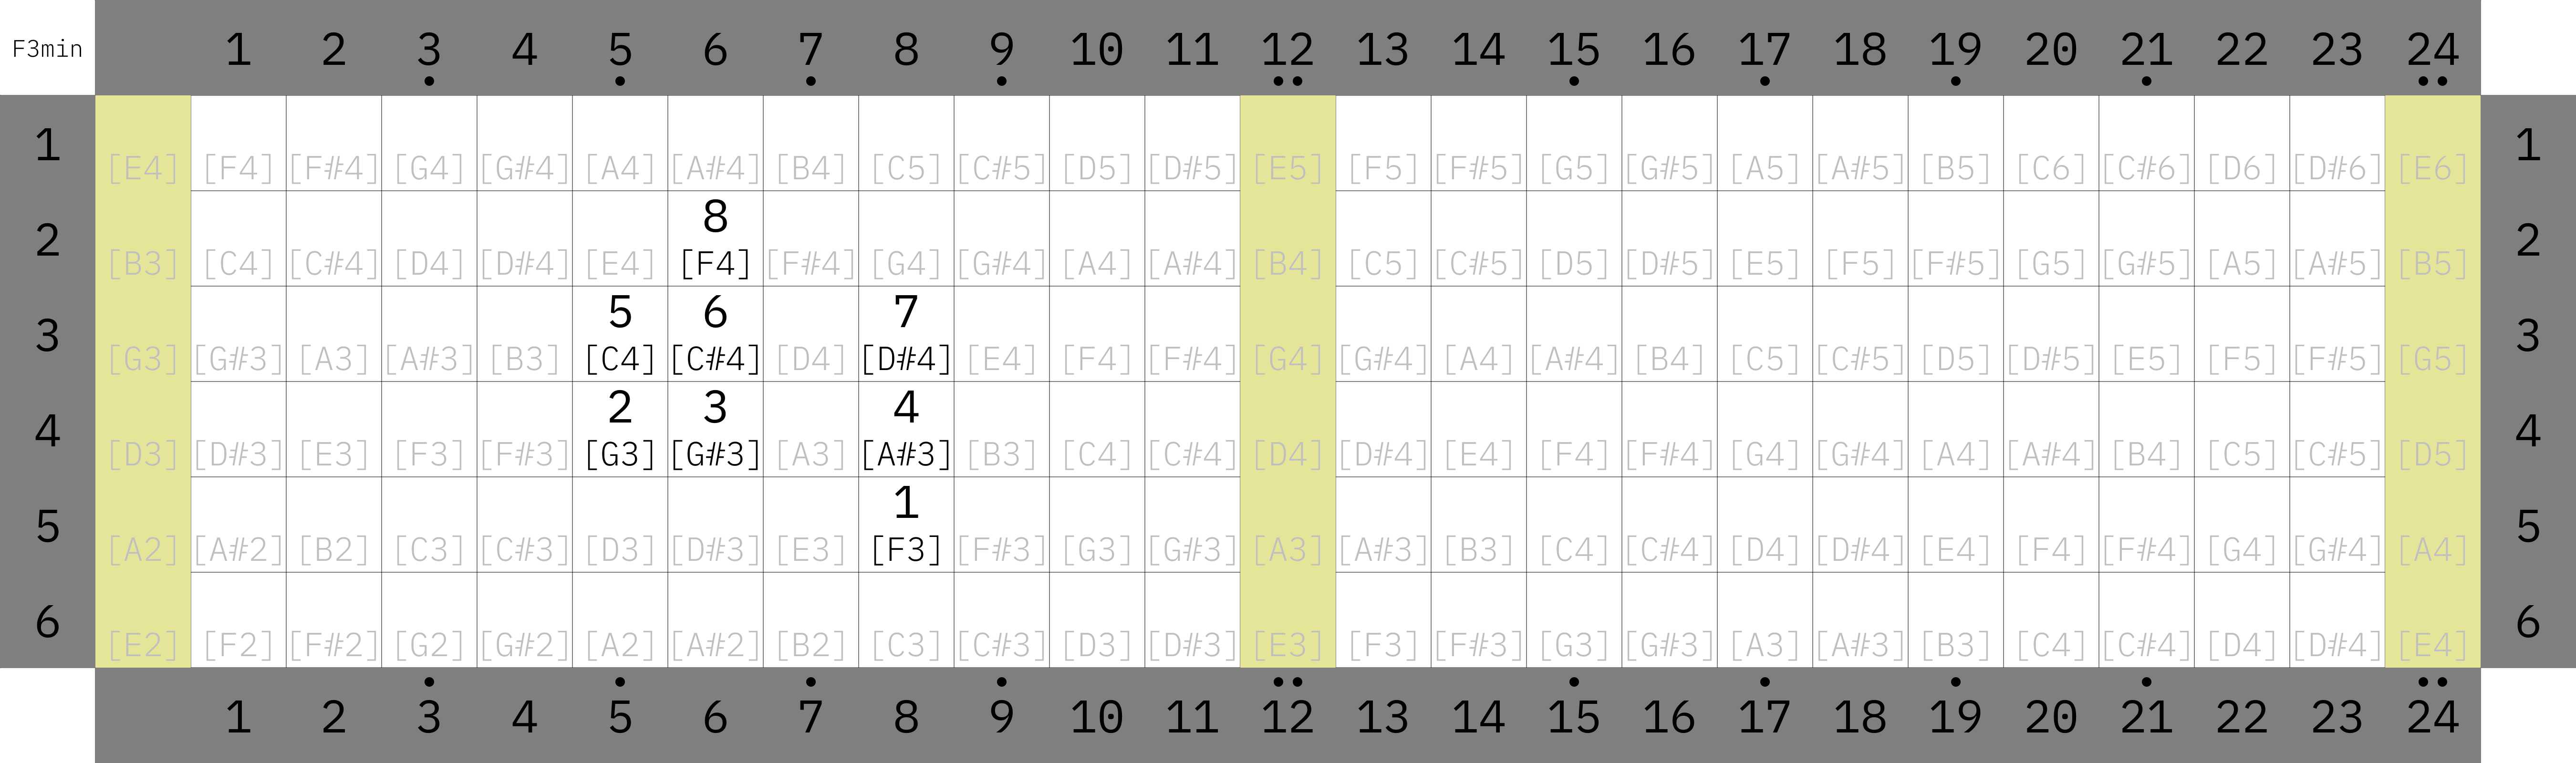 F3min 1 2 3 4 5 6 7 8 9 10 11 12 13 14 15 16 17 18 19 20 21 22 23 24
1 [E4] [F4] [F#4] [G4] [G#4] [A4] [A#4] [B4] [C5] [C#5] [D5] [D#5] [E5] [F5] [F#5] [G5] [G#5] [A5] [A#5] [B5] [C6] [C#6] [D6] [D#6] [E6] 1
8
2 [B3] [C4] [C#4] [D4] [D#4] [E4] [F4] [F#4] [G4] [G#4] [A4] [A#4] [B4] [C5] [C#5] [D5] [D#5] [E5] [F5] [F#5] [G5] [G#5] [A5] [A#5] [B5] 2
5 6 7
3 [G3] [G#3] [A3] [A#3] [B3] [C4] [C#4] [D4] [D#4] [E4] [F4] [F#4] [G4] [G#4] [A4] [A#4] [B4] [C5] [C#5] [D5] [D#5] [E5] [F5] [F#5] [G5] 3
2 3 4
4 [D3] [D#3] [E3] [F3] [F#3] [G3] [G#3] [A3] [A#3] [B3] [C4] [C#4] [D4] [D#4] [E4] [F4] [F#4] [G4] [G#4] [A4] [A#4] [B4] [C5] [C#5] [D5] 4
1
5 [A2] [A#2] [B2] [C3] [C#3] [D3] [D#3] [E3] [F3] [F#3] [G3] [G#3] [A3] [A#3] [B3] [C4] [C#4] [D4] [D#4] [E4] [F4] [F#4] [G4] [G#4] [A4] 5
6 [E2] [F2] [F#2] [G2] [G#2] [A2] [A#2] [B2] [C3] [C#3] [D3] [D#3] [E3] [F3] [F#3] [G3] [G#3] [A3] [A#3] [B3] [C4] [C#4] [D4] [D#4] [E4] 6
1 2 3 4 5 6 7 8 9 10 11 12 13 14 15 16 17 18 19 20 21 22 23 24